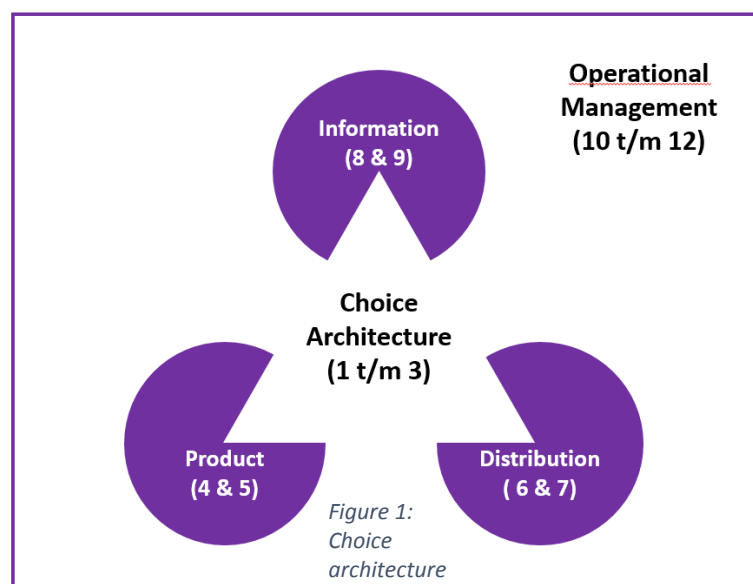 Operational
Management
(10 t/m 12)
Information
(8 & 9)
Choice
Architecture
(1 t/m 3)
Product
(4 & 5)
Distribution
( 6 & 7)
Figure 1:
Choice
architecture